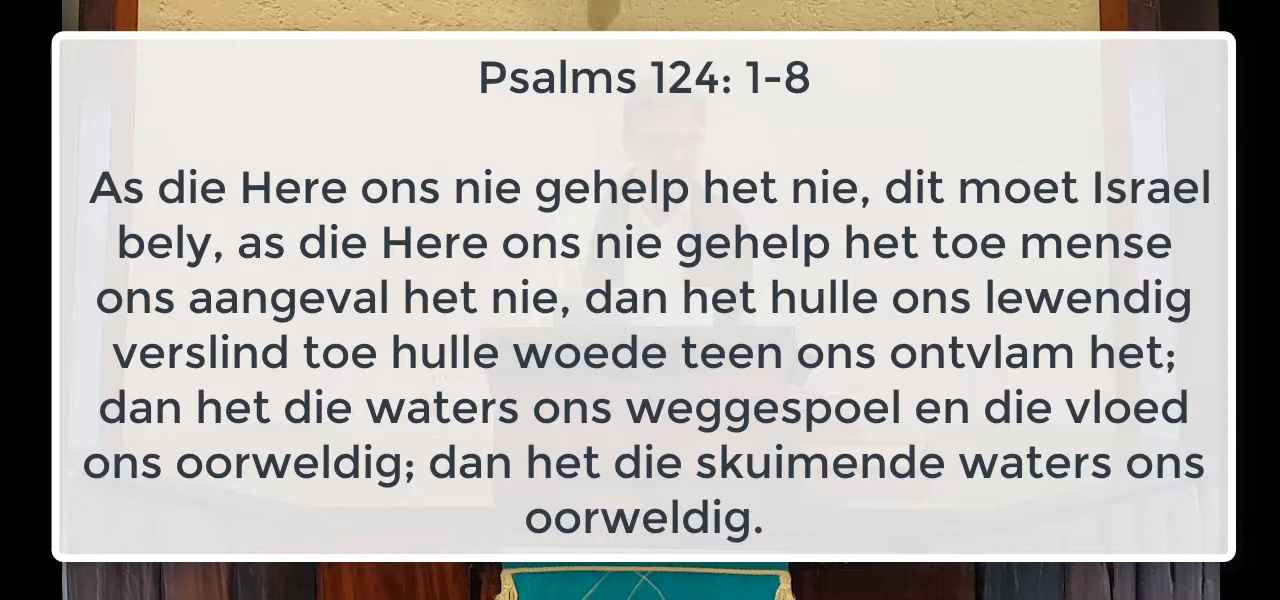 Psalms 124: 1-8
As die Here ons nie gehelp het nie, dit moet Israel
bely, as die Here ons nie gehelp het toe mense
ons aangeval het nie, dan het hulle ons lewendig
verslind toe hulle woede teen ons ontvlam het;
dan het die waters ons weggespoel en die vloed
ons oorweldig; dan het die skuimende waters ons
oorweldig.